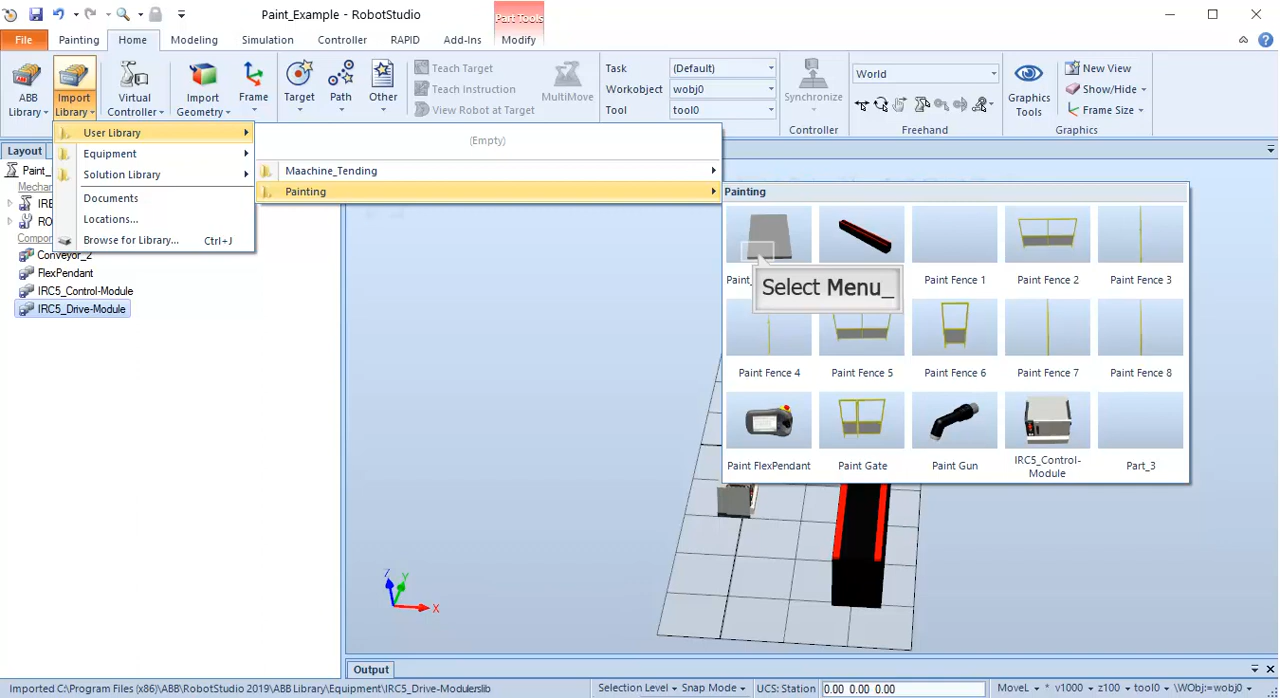 Paint_Example - RobotStudio
Part Tools
File
Painting
Home
Modeling
Simulation
Controller
RAPID
Add-Ins
Modify
ABB
Library
Import
Library
Virtual
Controller
Import
Geometry
Frame
Target
Path
Other
Teach Target
Teach Instruction
View Robot at Target
MultiMove
Task
(Default)
Workobject
wobj0
Tool
tool0
Synchronize
Controller
World
Freehand
Graphics
Tools
New View
Show/Hide
Frame Size
Graphics
User Library
Equipment
Solution Library
Documents
Locations...
Browse for Library... Ctrl+J
(Empty)
Maachine_Tending
Painting
Painting
Paint_
Paint Fence 1
Paint Fence 2
Paint Fence 3
Select Menu_
Paint Fence 4
Paint Fence 5
Paint Fence 6
Paint Fence 7
Paint Fence 8
Paint FlexPendant
Paint Gate
Paint Gun
IRC5_Control-
Module
Part_3
Layout
Paint_
Mechan
IRE
RO
Compon
Conveyor_2
FlexPendant
IRC5_Control-Module
IRC5_Drive-Module
Z
Y
X
Output
Imported C:\Program Files (x86)\ABB\RobotStudio 2019\ABB Library\Equipment\IRC5_Drive-Modulerslib
Selection Level
Snap Mode
UCS: Station
0.00 0.00 0.00
MoveL * v1000 z100 tool0 \WObj:=wobj0